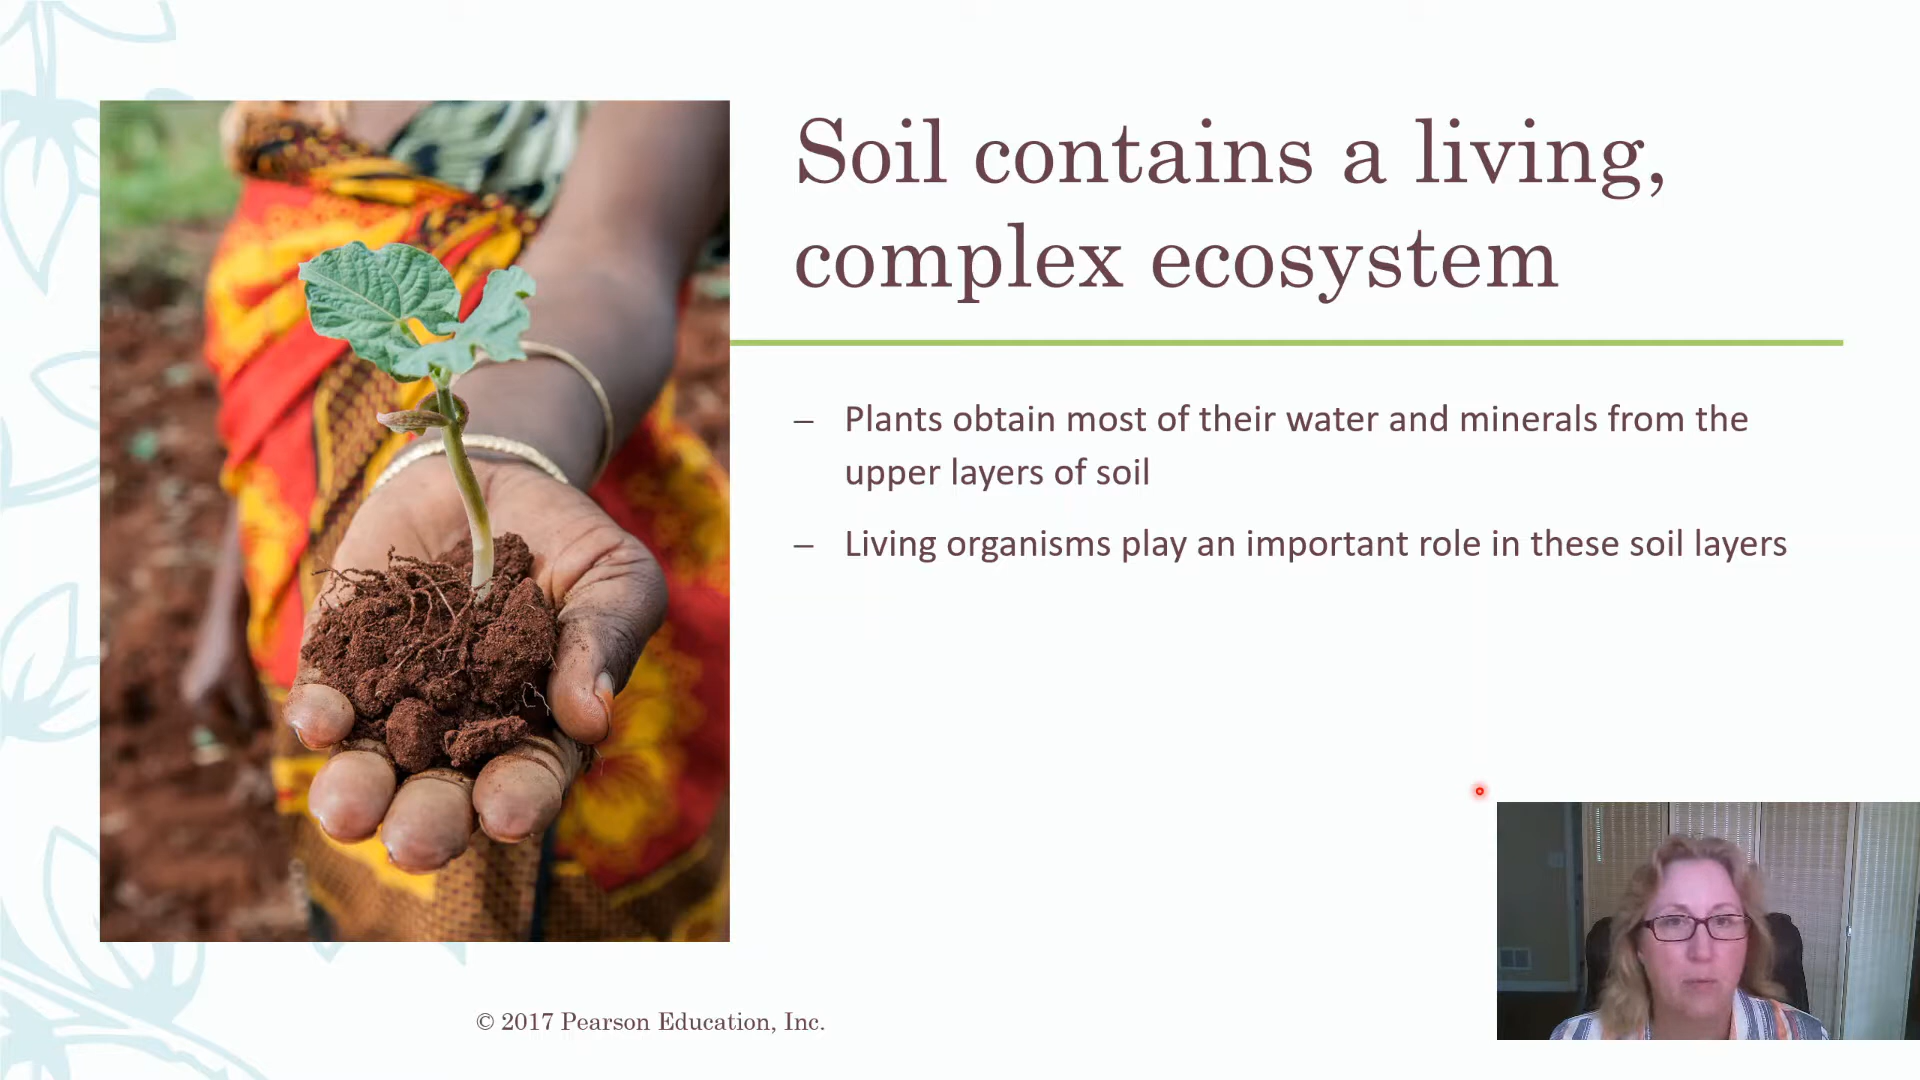 Soil contains a living,
complex ecosystem
– Plants obtain most of their water and minerals from the
upper layers of soil
– Living organisms play an important role in these soil layers
© 2017 Pearson Education, Inc.